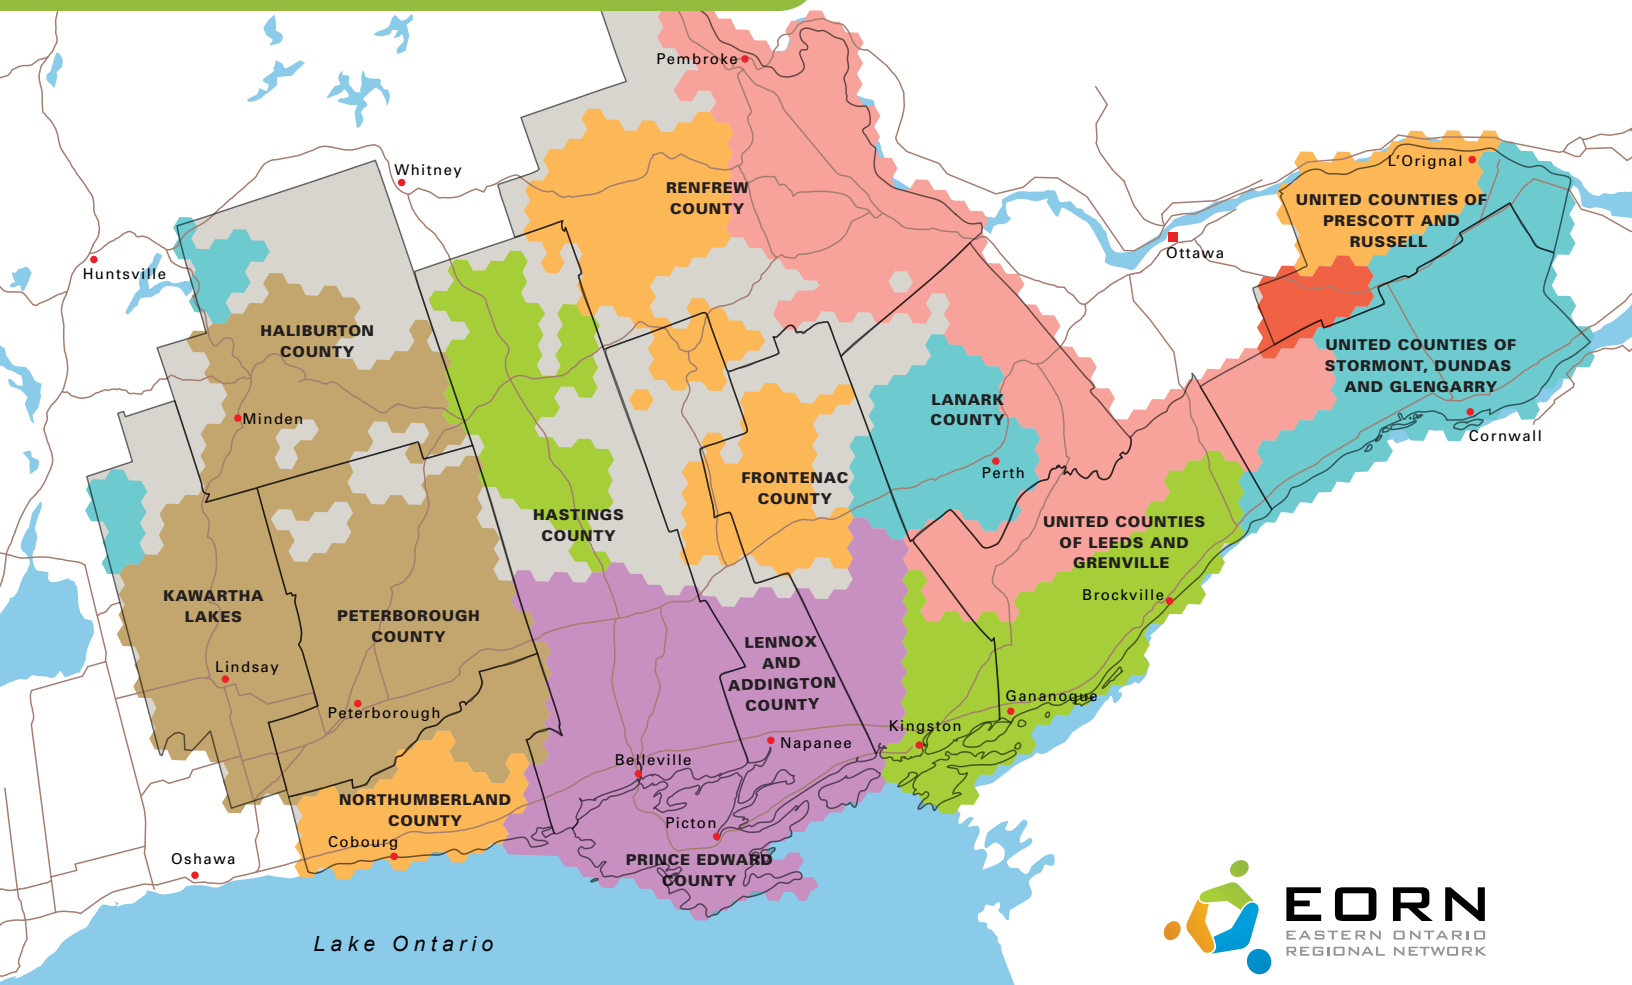 Pembroke
Whitney
L'Orignal
RENFREW
COUNTY
UNITED COUNTIES OF
PRESCOTT AND
RUSSELL
Ottawa
Huntsville
HALIBURTON
COUNTY
UNITED COUNTIES OF
STORMONT, DUNDAS
AND GLENGARRY
LANARK
COUNTY
Minden
Cornwall
Perth
FRONTENAC
COUNTY
HASTINGS
COUNTY
UNITED COUNTIES
OF LEEDS AND
GRENVILLE
Brockville
KAWARTHA
LAKES
PETERBOROUGH
COUNTY
LENNOX
AND
ADDINGTON
COUNTY
Lindsay
Peterborough
Gananoque
Kingston
Napanee
Belleville
NORTHUMBERLAND
COUNTY
Picton
Cobourg
Oshawa
PRINCE EDWARD
COUNTY
Lake Ontario
EORN
EASTERN ONTARIO
REGIONAL NETWORK